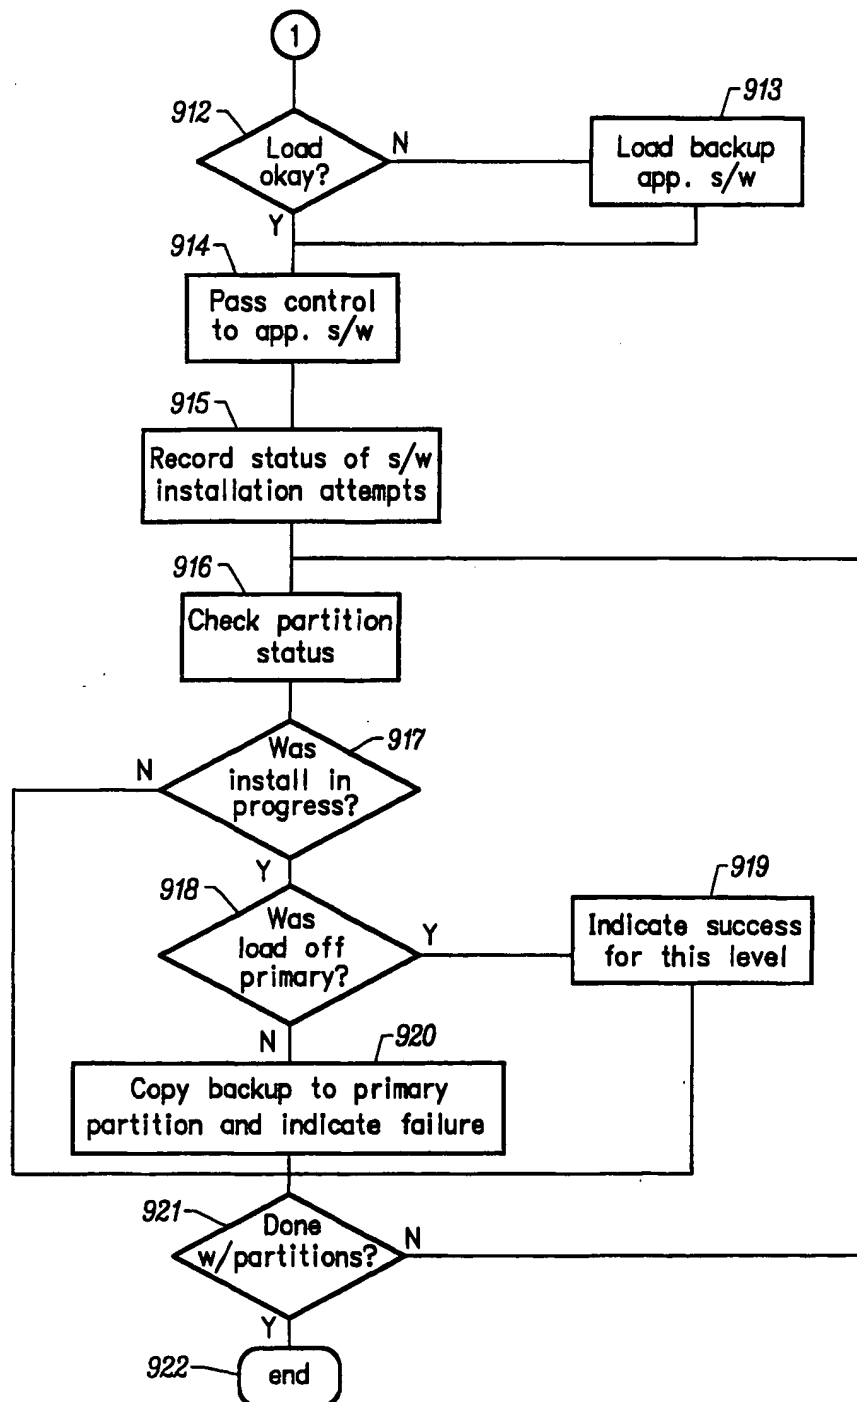 1
912
Load
okay?
N
Y
913
Load backup
app. s/w
914
Pass control
to app. s/w
915
Record status of s/w
installation attempts
916
Check partition
status
917
Was
install in
progress?
N
Y
918
Was
load off
primary?
Y
N
919
Indicate success
for this level
920
Copy backup to primary
partition and indicate failure
921
Done
w/partitions?
N
Y
922
end